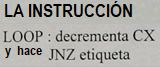 LA INSTRUCCIÓN
LOOP : decrementa CX
y hace JNZ etiqueta